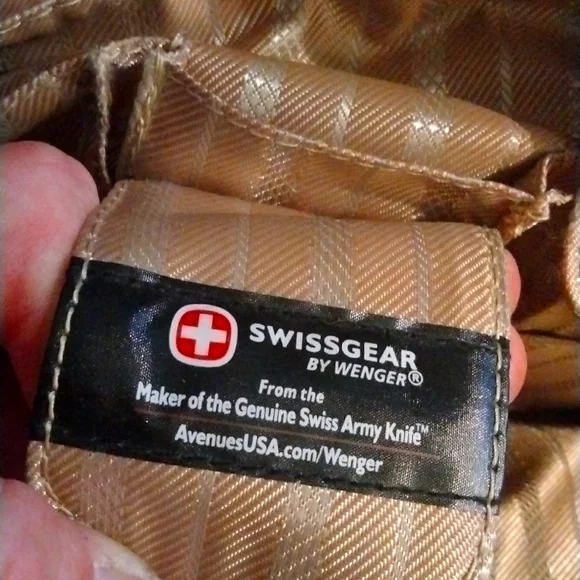 SWISSGEAR
BY WENGER®
From the
Maker of the Genuine Swiss Army Knife™
AvenuesUSA.com/Wenger